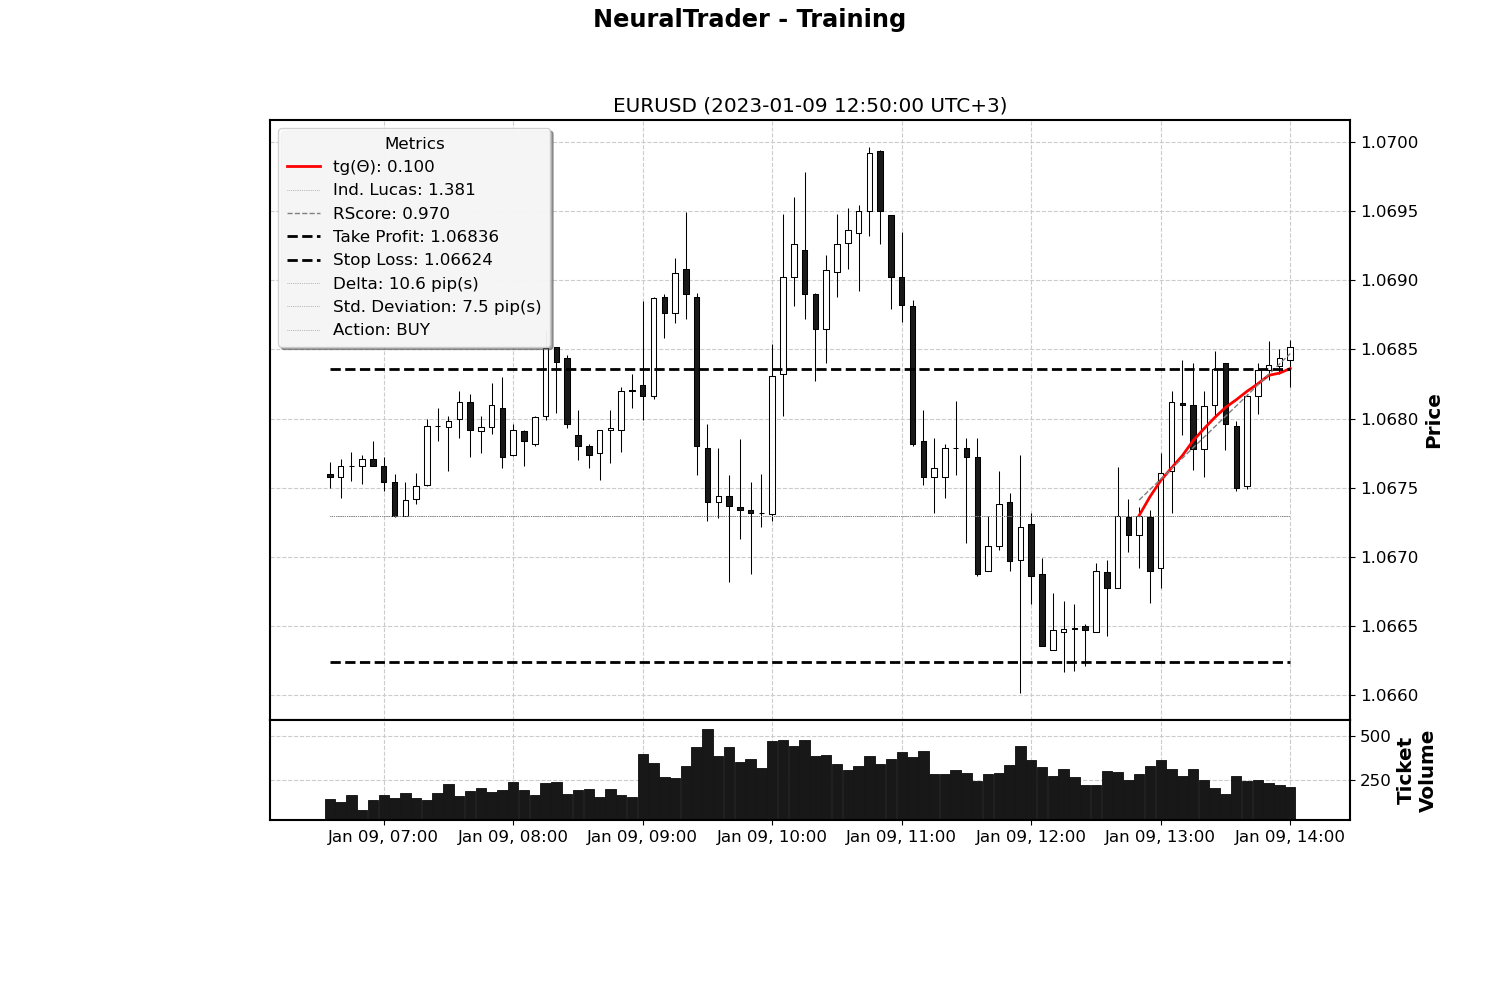 NeuralTrader - Training
EURUSD (2023-01-09 12:50:00 UTC+3)
Metrics
tg(Θ): 0.100
Ind. Lucas: 1.381
RScore: 0.970
Take Profit: 1.06836
Stop Loss: 1.06624
Delta: 10.6 pip(s)
Std. Deviation: 7.5 pip(s)
Action: BUY
1.0700
1.0695
1.0690
1.0685
1.0680
1.0675
1.0670
1.0665
1.0660
Price
500
250
Ticket
Volume
Jan 09, 07:00
Jan 09, 08:00
Jan 09, 09:00
Jan 09, 10:00
Jan 09, 11:00
Jan 09, 12:00
Jan 09, 13:00
Jan 09, 14:00